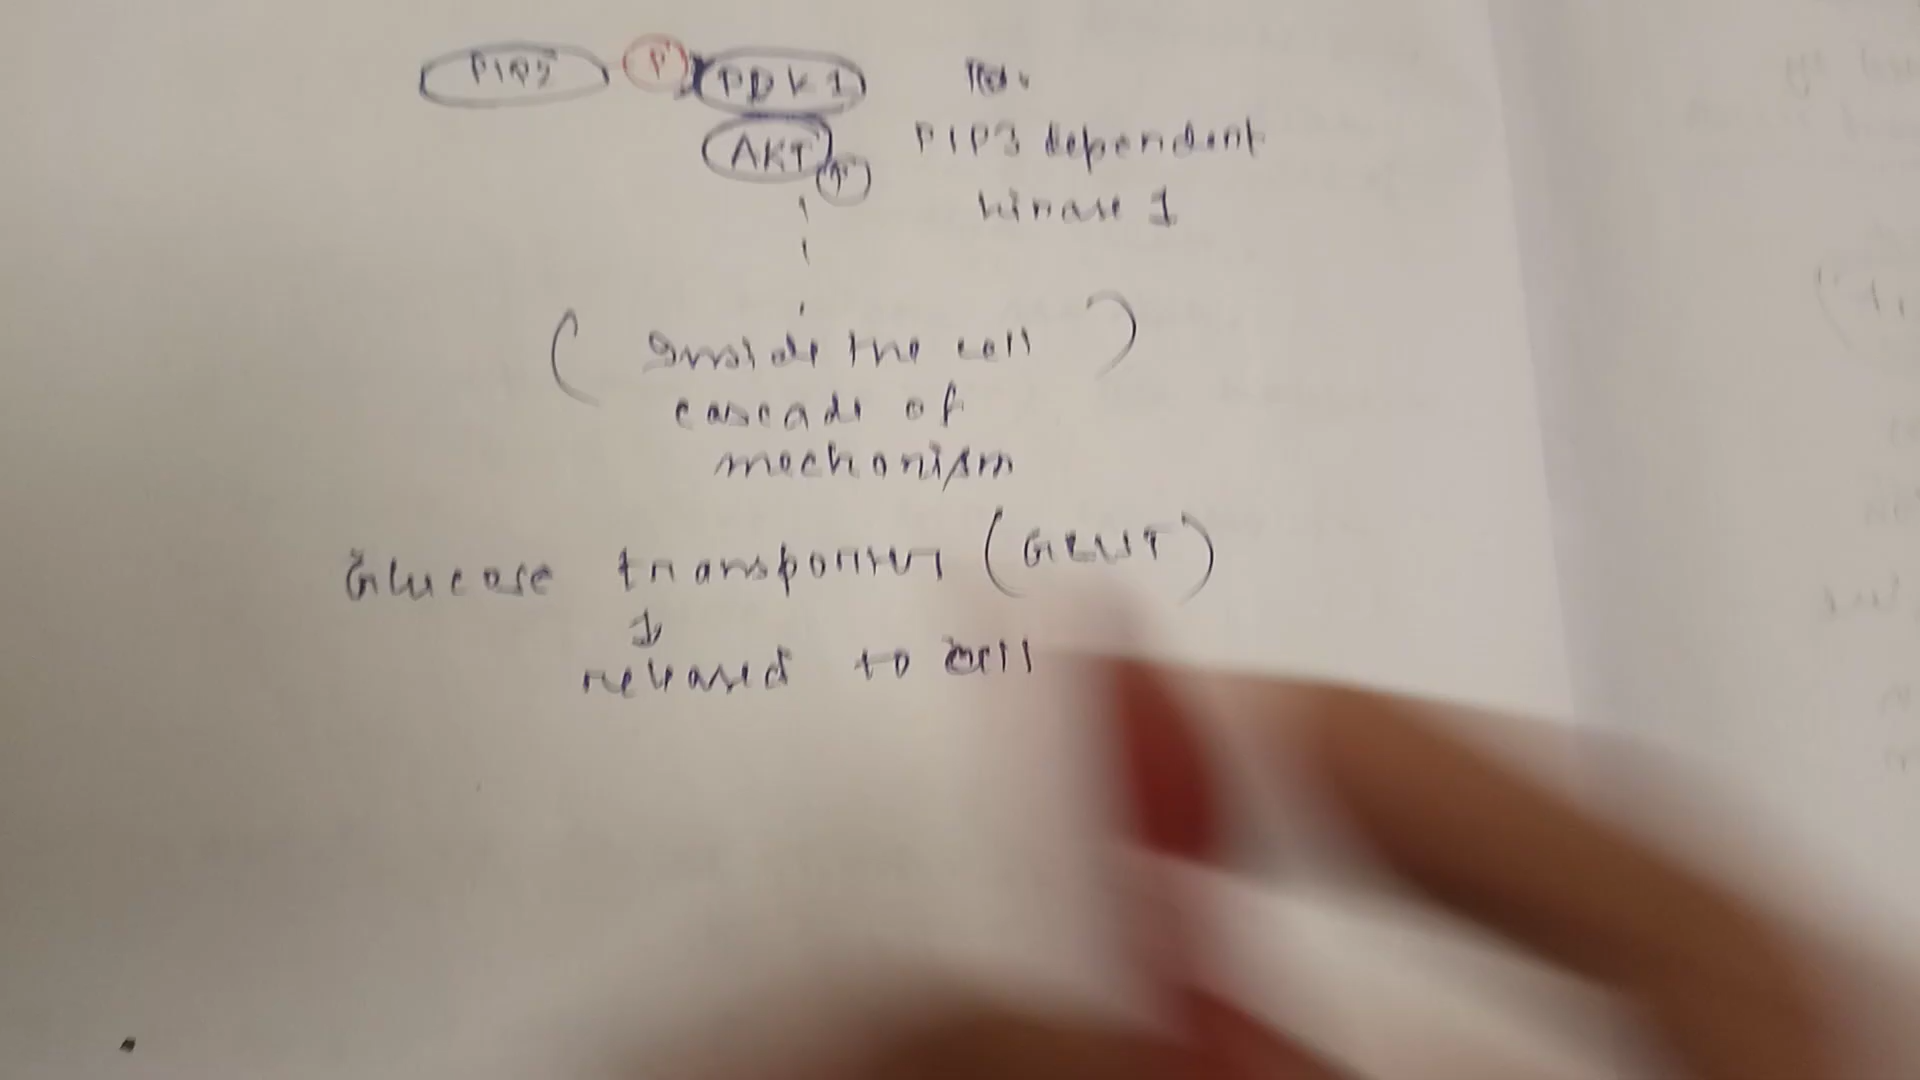 PIP3 P PDK1
AKT P
PIP3 dependent
kinase 1
( Inside the cell )
cascade of
mechanism
Glucose transporter (GLUT)
released to cell